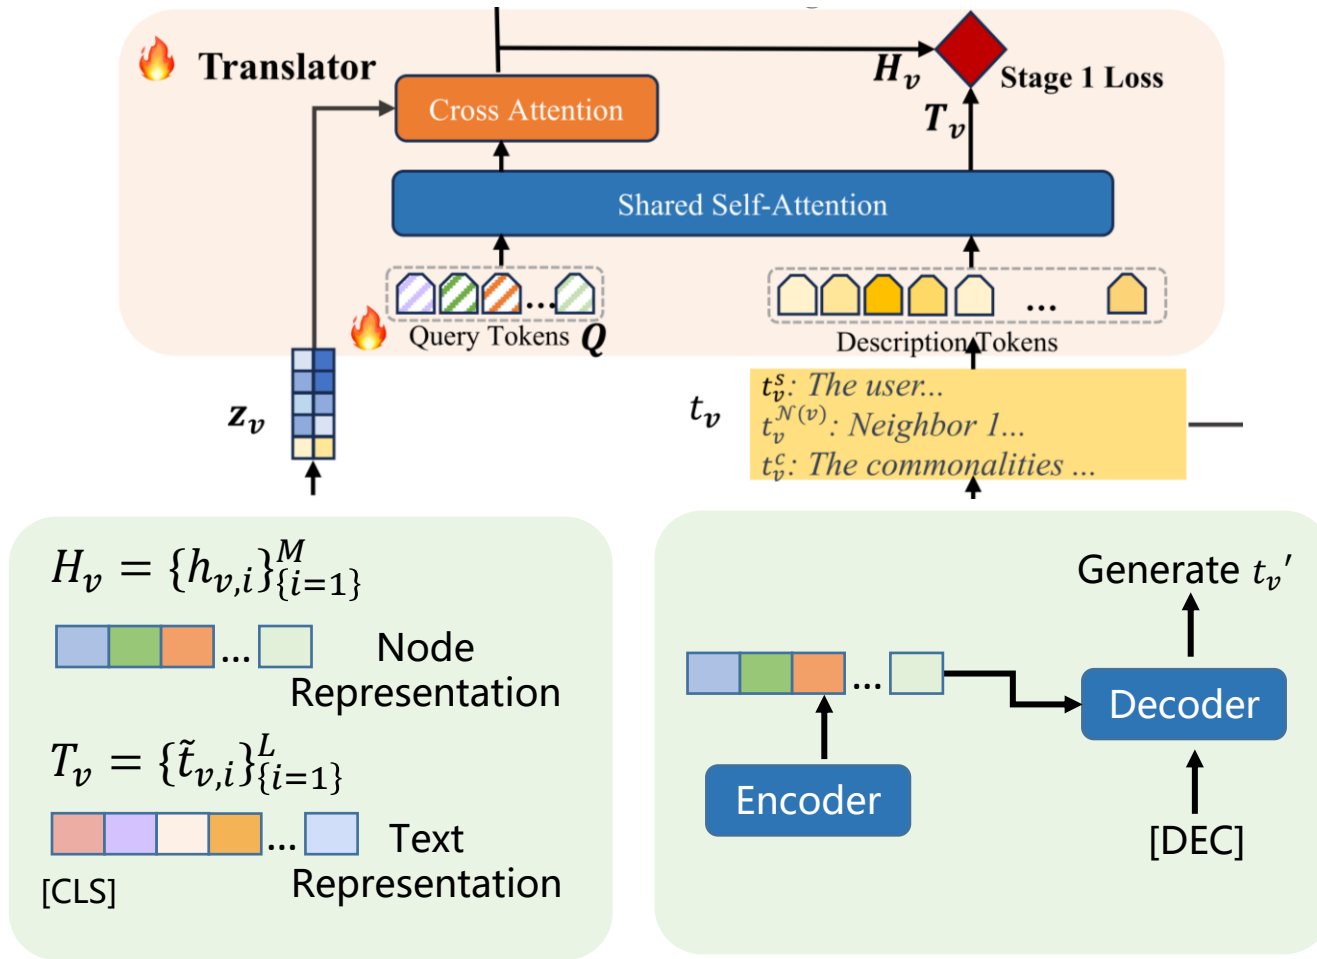 Translator
Cross Attention
H_v
Stage 1 Loss
T_v
Shared Self-Attention
...
...
Query Tokens Q
Description Tokens
z_v
t_v
t_v^s: The user...
t_v^{N(v)}: Neighbor 1...
t_v^c: The commonalities ...
H_v = {h_{v,i}}_{{i=1}}^M
...
Node
Representation
T_v = {t̃_{v,i}}_{{i=1}}^L
...
Text
Representation
[CLS]
Generate t_v′
...
Decoder
Encoder
[DEC]